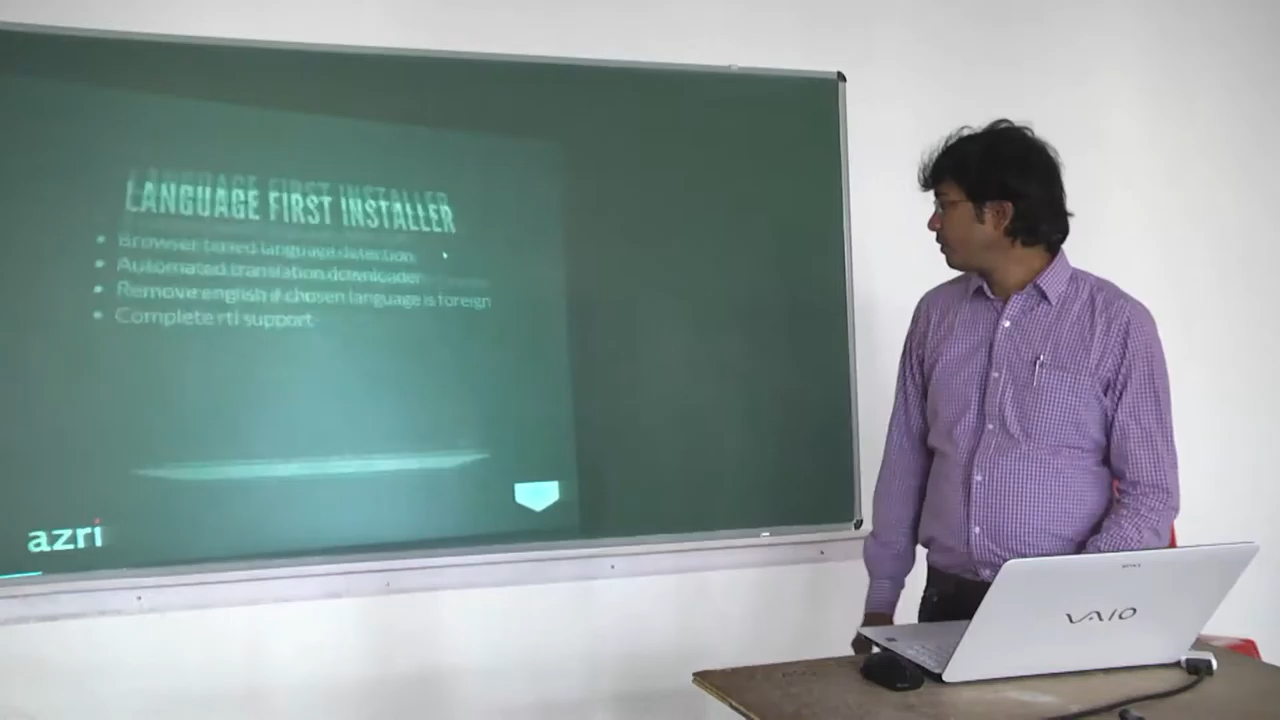 LANGUAGE FIRST INSTALLER
Browser based language detection
Automated translation downloader
Remove english if chosen language is foreign
Complete rtl support
azri
VAIO